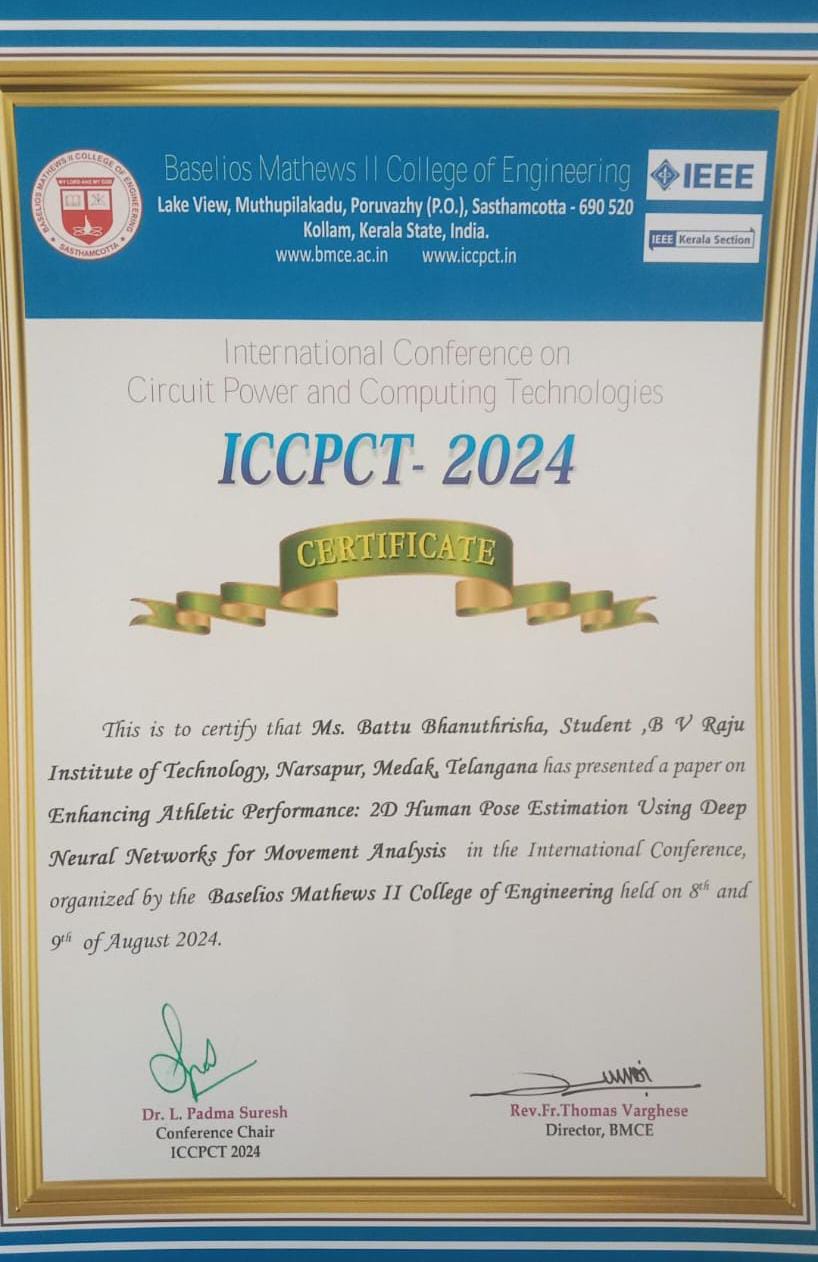 Baselios Mathews II College of Engineering
Lake View, Muthupilakadu, Poruvazhy (P.O.), Sasthamcotta - 690 520
Kollam, Kerala State, India.
www.bmce.ac.in www.iccpct.in
BASELIOS MATHEWS II COLLEGE OF ENGINEERING
MY LORD AND MY GOD
SASTHAMCOTTA
IEEE
IEEE Kerala Section
International Conference on
Circuit Power and Computing Technologies
ICCPCT- 2024
CERTIFICATE
This is to certify that Ms. Battu Bhanuthrisha, Student ,B V Raju
Institute of Technology, Narsapur, Medak, Telangana has presented a paper on
Enhancing Athletic Performance: 2D Human Pose Estimation Using Deep
Neural Networks for Movement Analysis in the International Conference,
organized by the Baselios Mathews II College of Engineering held on 8th and
9th of August 2024.
Dr. L. Padma Suresh
Conference Chair
ICCPCT 2024
Rev.Fr.Thomas Varghese
Director, BMCE